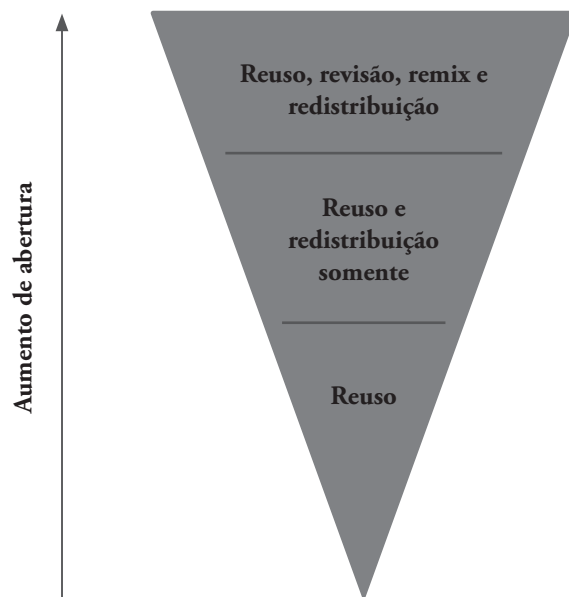 Reuso, revisão, remix e
redistribuição
Reuso e
redistribuição
somente
Reuso
Aumento de abertura